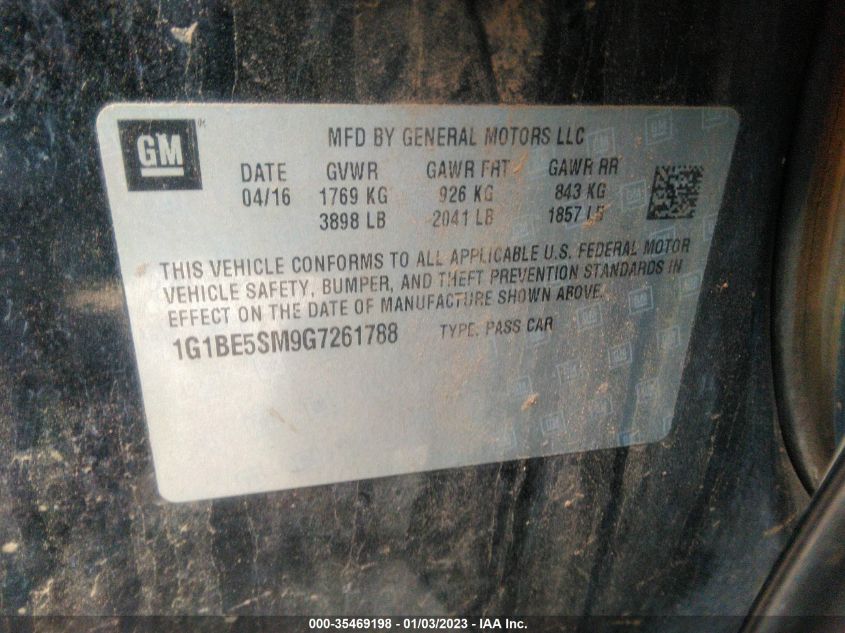 GM
MFD BY GENERAL MOTORS LLC
DATE GVWR GAWR FRT GAWR RR
04/16 1769 KG 926 KG 843 KG
3898 LB 2041 LB 1857 LB
THIS VEHICLE CONFORMS TO ALL APPLICABLE U.S. FEDERAL MOTOR
VEHICLE SAFETY, BUMPER, AND THEFT PREVENTION STANDARDS IN
EFFECT ON THE DATE OF MANUFACTURE SHOWN ABOVE.
1G1BE5SM9G7261788 TYPE: PASS CAR
000-35469198 - 01/03/2023 - IAA Inc.